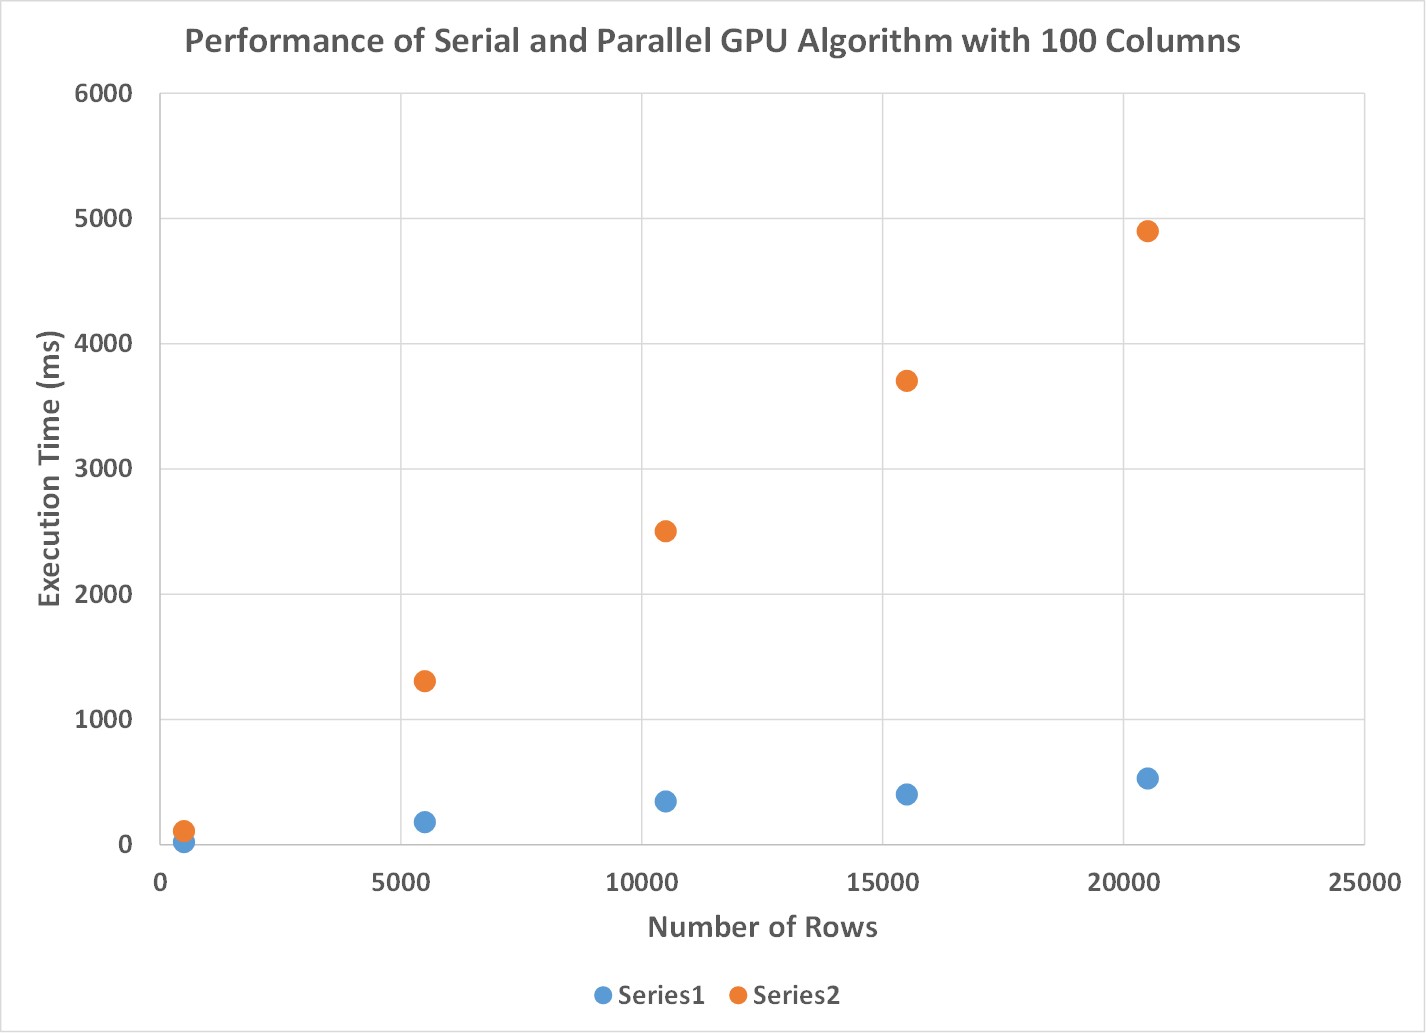 Performance of Serial and Parallel GPU Algorithm with 100 Columns
6000
5000
4000
3000
2000
1000
0
Execution Time (ms)
0 5000 10000 15000 20000 25000
Number of Rows
Series1 Series2